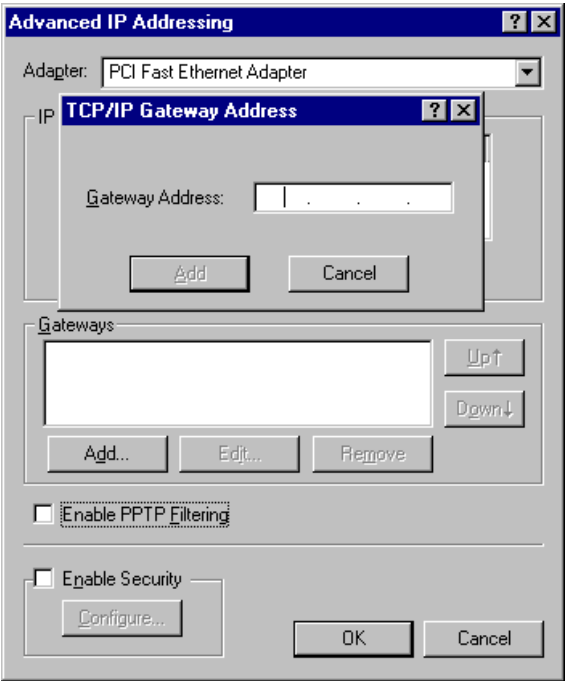 Advanced IP Addressing
Adapter: PCI Fast Ethernet Adapter
IP
TCP/IP Gateway Address
Gateway Address: . . .
Add Cancel
Gateways
Up↑
Down↓
Add... Edit... Remove
Enable PPTP Filtering
Enable Security
Configure...
OK Cancel